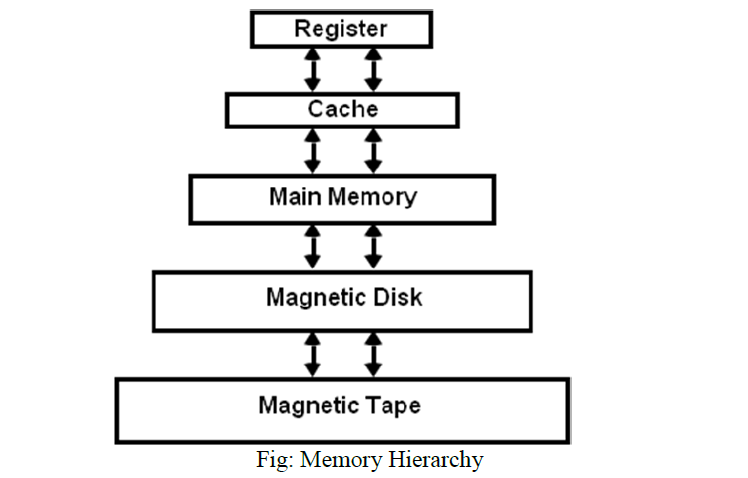 Register
Cache
Main Memory
Magnetic Disk
Magnetic Tape
Fig: Memory Hierarchy